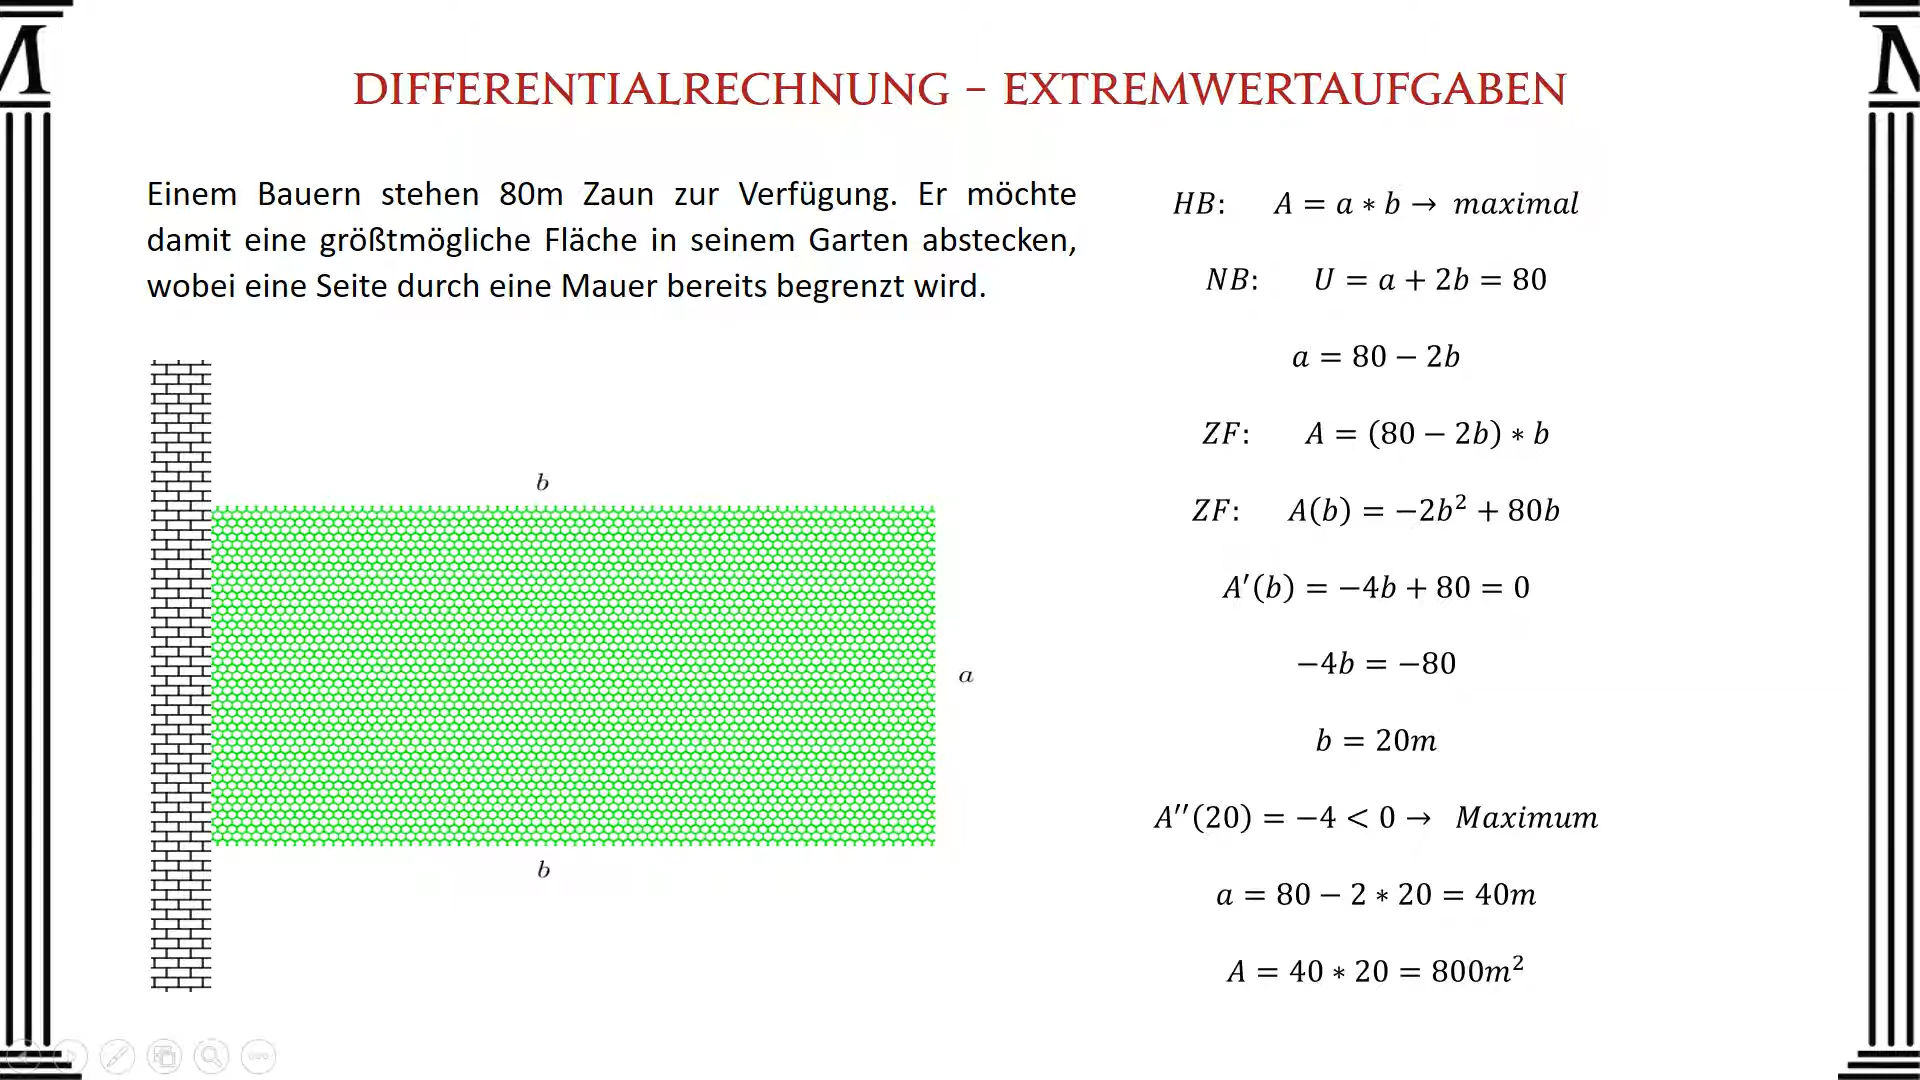 DIFFERENTIALRECHNUNG – EXTREMWERTAUFGABEN
Einem Bauern stehen 80m Zaun zur Verfügung. Er möchte
damit eine größtmögliche Fläche in seinem Garten abstecken,
wobei eine Seite durch eine Mauer bereits begrenzt wird.
b
a
b
HB: A = a ∗ b → maximal
NB: U = a + 2b = 80
a = 80 − 2b
ZF: A = (80 − 2b) ∗ b
ZF: A(b) = −2b² + 80b
A′(b) = −4b + 80 = 0
−4b = −80
b = 20m
A′′(20) = −4 < 0 → Maximum
a = 80 − 2 ∗ 20 = 40m
A = 40 ∗ 20 = 800m²